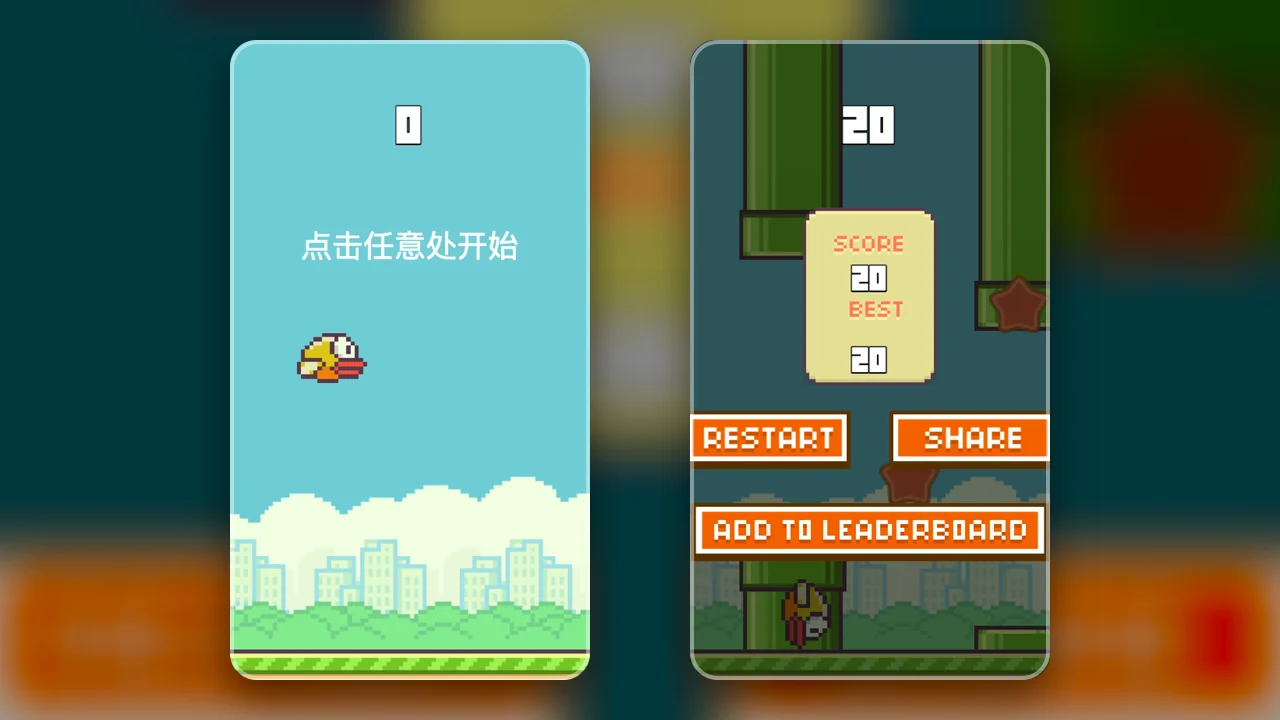 0
点击任意处开始
20
SCORE
20
BEST
20
RESTART
SHARE
ADD TO LEADERBOARD